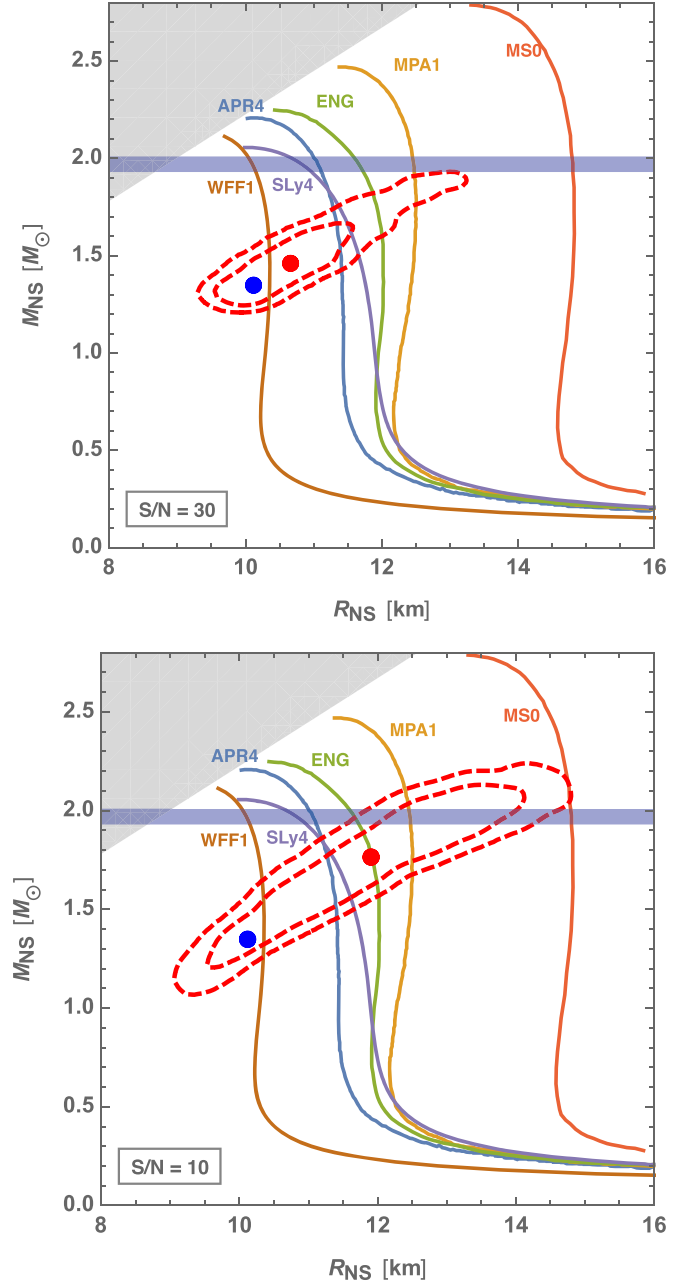 MS0
MPA1
ENG
APR4
WFF1
SLy4
2.5
2.0
1.5
1.0
0.5
0.0
M_NS [M_⊙]
S/N = 30
8 10 12 14 16
R_NS [km]
MS0
MPA1
ENG
APR4
WFF1
SLy4
2.5
2.0
1.5
1.0
0.5
0.0
M_NS [M_⊙]
S/N = 10
8 10 12 14 16
R_NS [km]